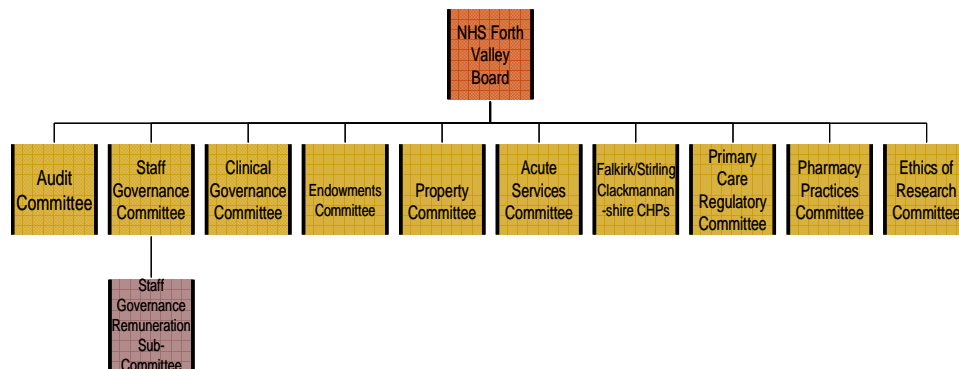 NHS Forth
Valley
Board
Audit
Committee
Staff
Governance
Committee
Clinical
Governance
Committee
Endowments
Committee
Property
Committee
Acute
Services
Committee
Falkirk/Stirling
Clackmannan
-shire CHPs
Primary
Care
Regulatory
Committee
Pharmacy
Practices
Committee
Ethics of
Research
Committee
Staff
Governance
Remuneration
Sub-
Committee